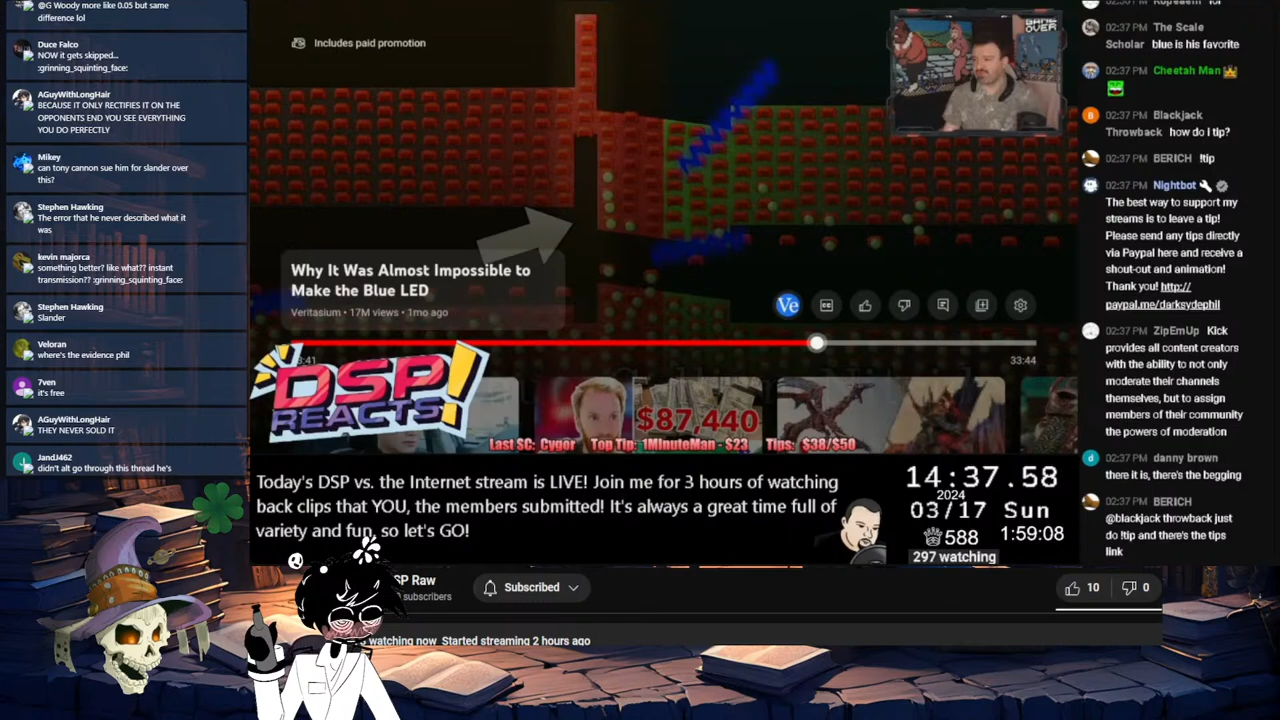 @G Woody more like 0.05 but same
difference lol
Duce Falco
NOW it gets skipped...
:grinning_squinting_face:
AGuyWithLongHair
BECAUSE IT ONLY RECTIFIES IT ON THE
OPPONENTS END YOU SEE EVERYTHING
YOU DO PERFECTLY
Mikey
can tony cannon sue him for slander over
this?
Stephen Hawking
The error that he never described what it
was
kevin majorca
something better? like what?? instant
transmission?? :grinning_squinting_face:
Stephen Hawking
Slander
Veloran
where's the evidence phil
7ven
it's free
AGuyWithLongHair
THEY NEVER SOLD IT
JandJ462
didn't alt go through this thread he's
Includes paid promotion
GAME
OVER
Why It Was Almost Impossible to
Make the Blue LED
Veritasium • 17M views • 1mo ago
Ve
CC
:41
33:44
DSP
REACTS!
$87,440
Last SC: Cygor Top Tip: 1MinuteMan - $23 Tips: $38/$50
Today's DSP vs. the Internet stream is LIVE! Join me for 3 hours of watching
back clips that YOU, the members submitted! It's always a great time full of
variety and fun, so let's GO!
14:37.58
2024
03/17 Sun
588
1:59:08
297 watching
SP Raw
subscribers
Subscribed
10
0
watching now Started streaming 2 hours ago
02:37 PM The Scale
Scholar blue is his favorite
02:37 PM Cheetah Man
02:37 PM Blackjack
Throwback how do i tip?
02:37 PM BERICH !tip
02:37 PM Nightbot
The best way to support my
streams is to leave a tip!
Please send any tips directly
via Paypal here and receive a
shout-out and animation!
Thank you! http://
paypal.me/darksydephil
02:37 PM ZipEmUp Kick
provides all content creators
with the ability to not only
moderate their channels
themselves, but to assign
members of their community
the powers of moderation
02:37 PM danny brown
there it is, there's the begging
02:37 PM BERICH
@blackjack throwback just
do !tip and there's the tips
link